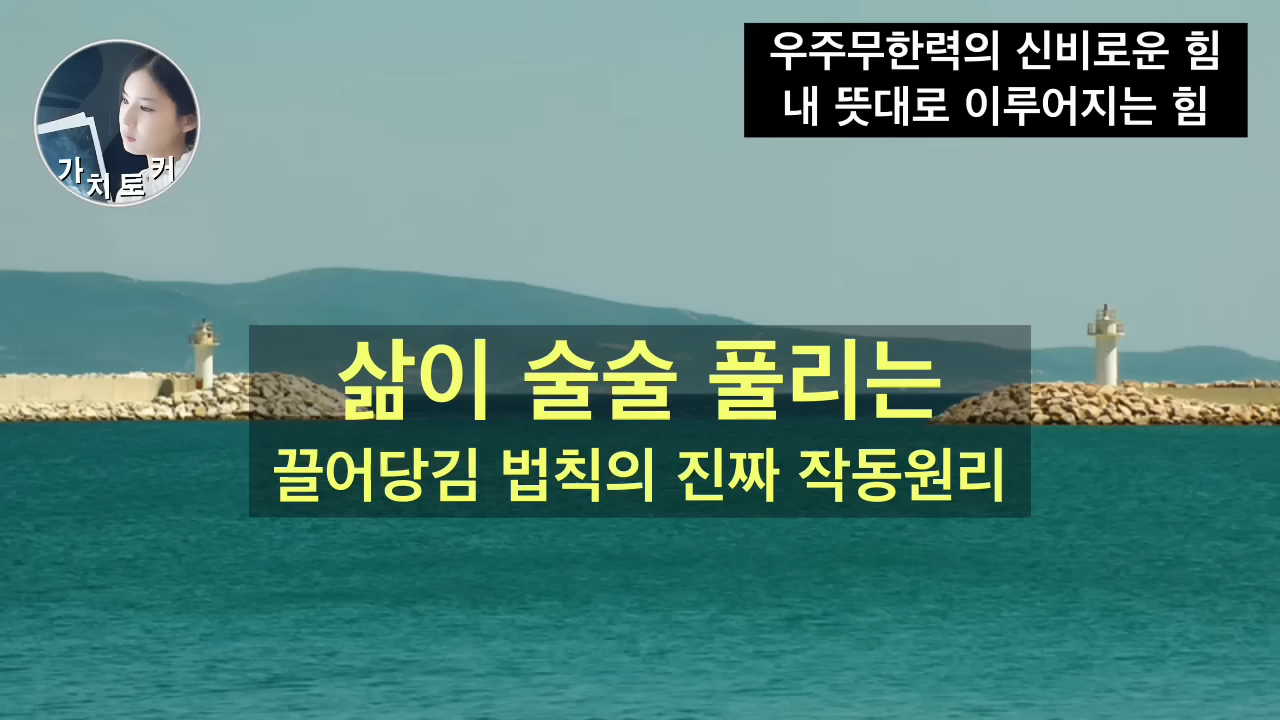 우주무한력의 신비로운 힘
내 뜻대로 이루어지는 힘
가치토커
삶이 술술 풀리는
끌어당김 법칙의 진짜 작동원리